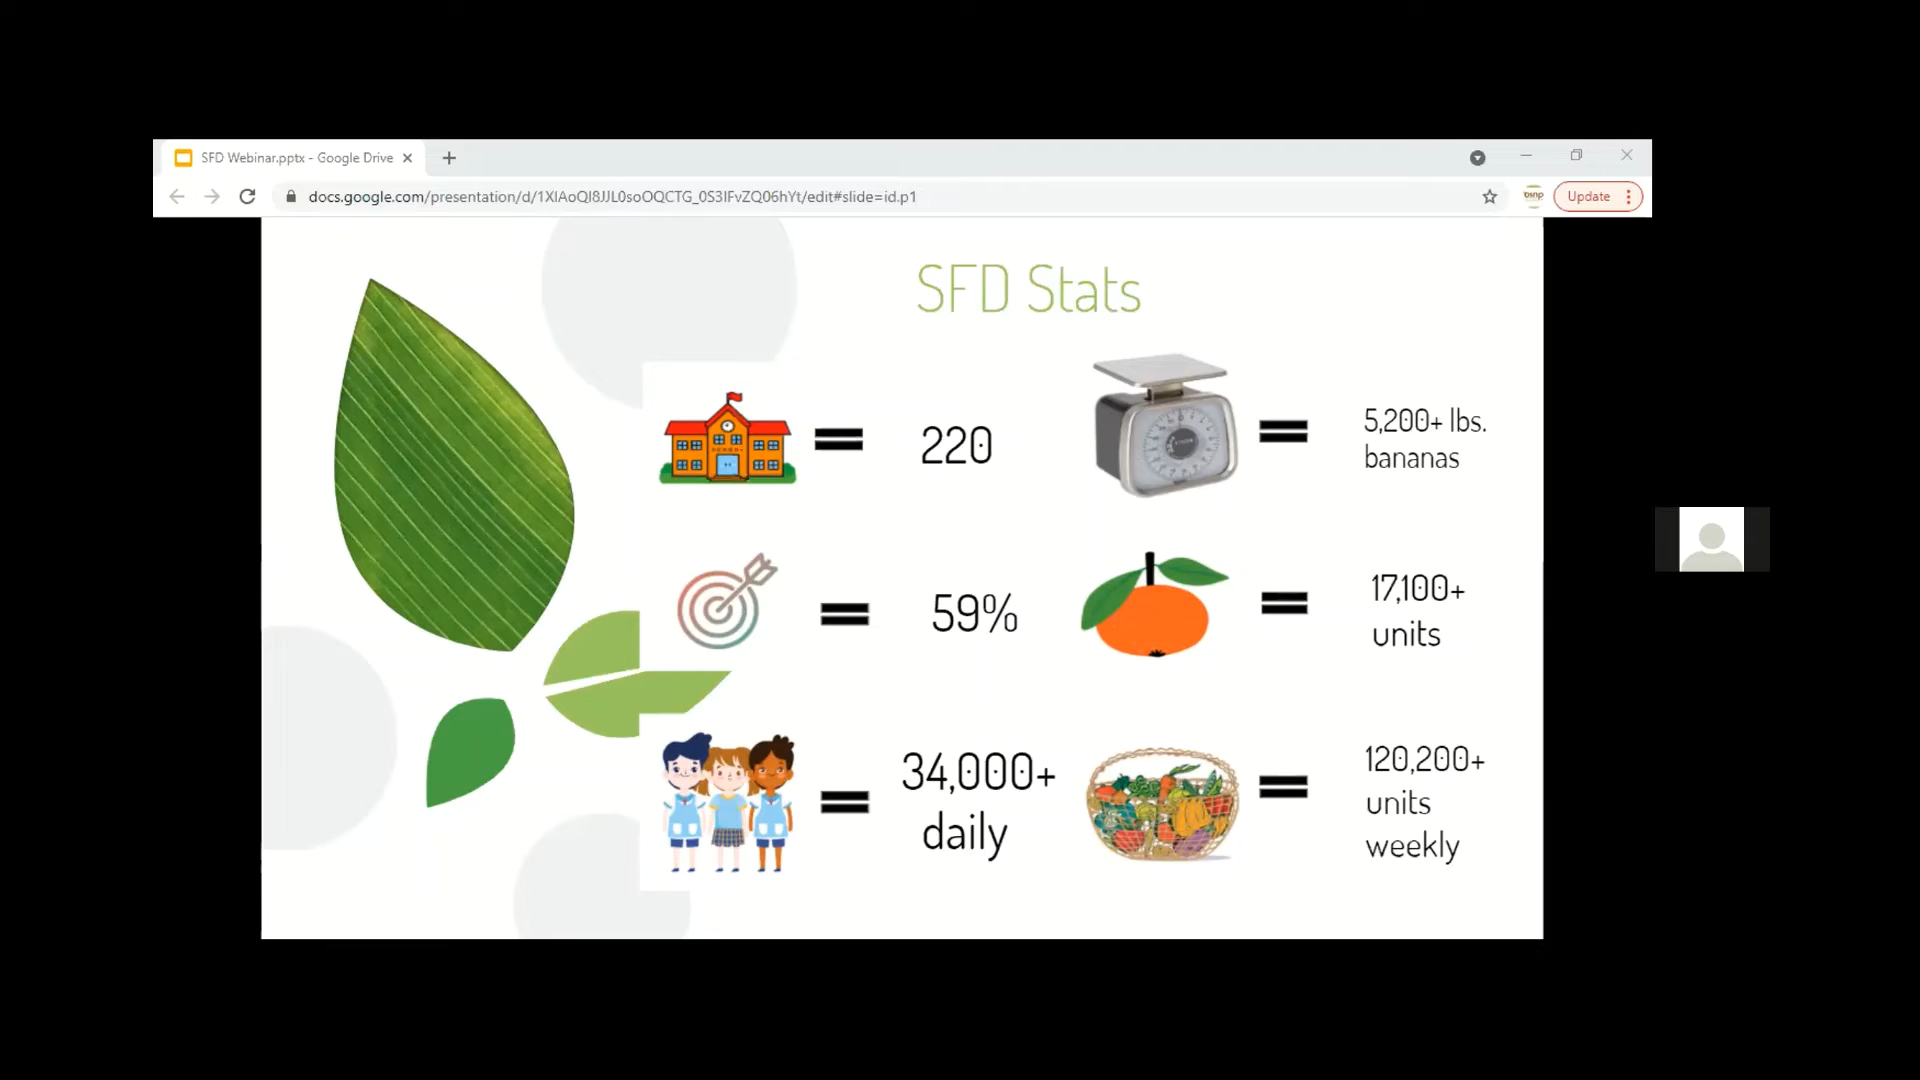 SFD Webinar.pptx - Google Drive
docs.google.com/presentation/d/1XIAoQI8JJL0soOQCTG_0S3IFvZQ06hYt/edit#slide=id.p1
Update
SFD Stats
220
5,200+ lbs.
bananas
59%
17,100+
units
34,000+
daily
120,200+
units
weekly